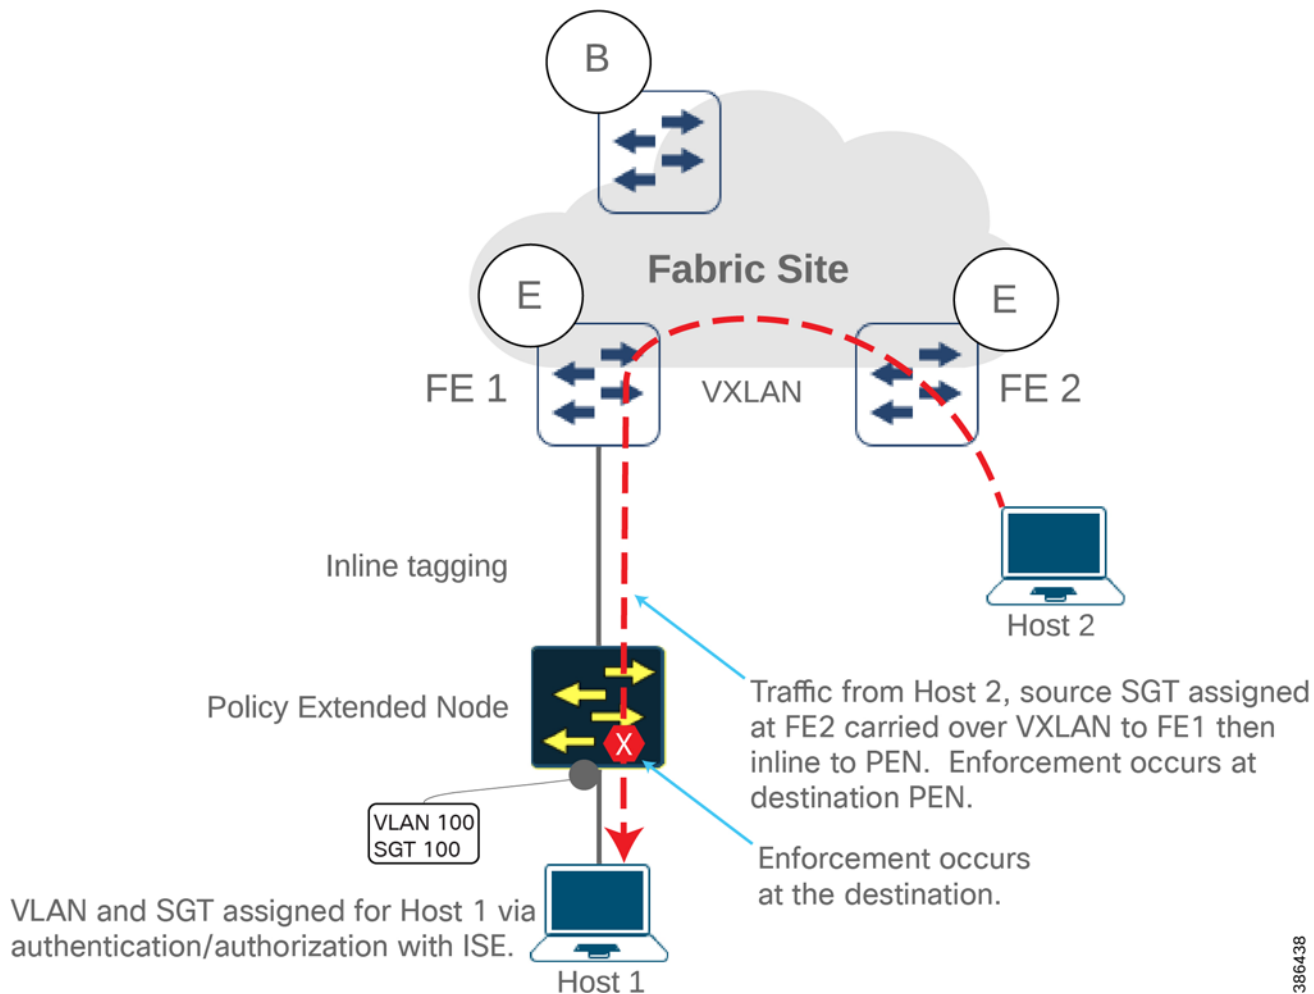 B
Fabric Site
E
E
FE 1
VXLAN
FE 2
Inline tagging
Host 2
Policy Extended Node
Traffic from Host 2, source SGT assigned
at FE2 carried over VXLAN to FE1 then
inline to PEN.  Enforcement occurs at
destination PEN.
X
VLAN 100
SGT 100
Enforcement occurs
at the destination.
VLAN and SGT assigned for Host 1 via
authentication/authorization with ISE.
Host 1
386438